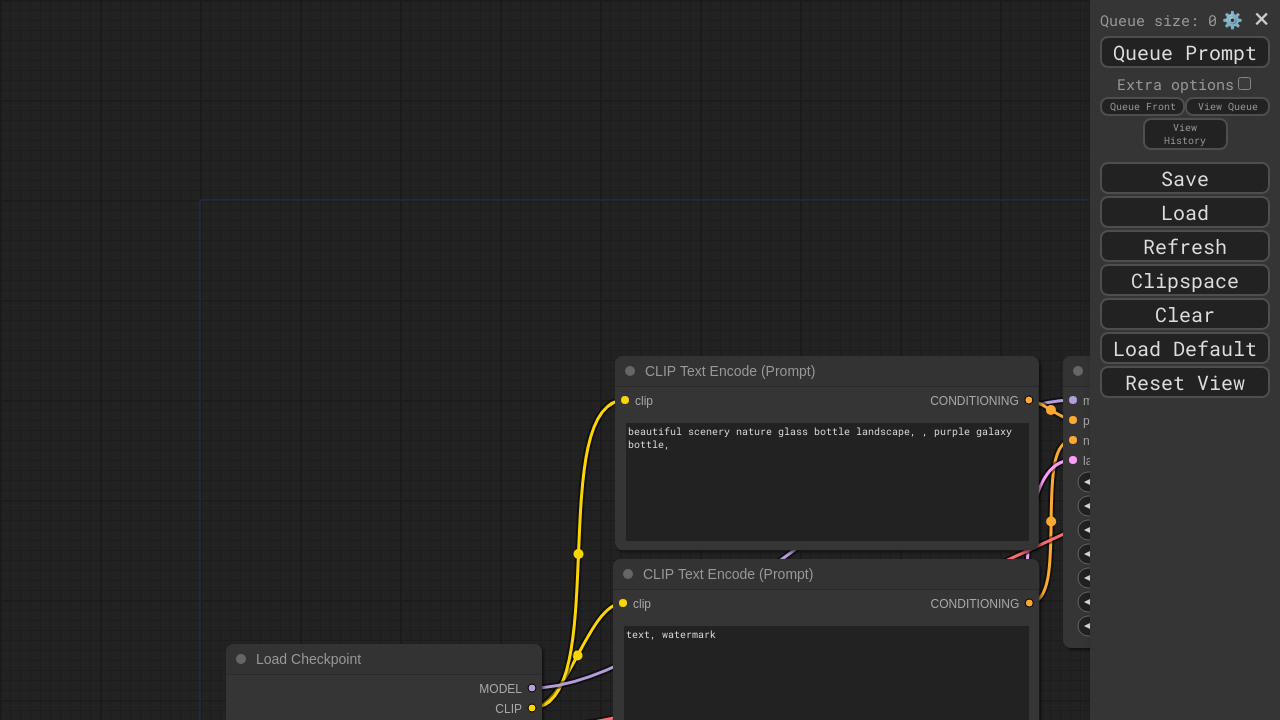 Queue size: 0
Queue Prompt
Extra options
Queue Front
View Queue
View
History
Save
Load
Refresh
Clipspace
Clear
Load Default
Reset View
CLIP Text Encode (Prompt)
clip
CONDITIONING
beautiful scenery nature glass bottle landscape, , purple galaxy
bottle,
CLIP Text Encode (Prompt)
clip
CONDITIONING
text, watermark
Load Checkpoint
MODEL
CLIP